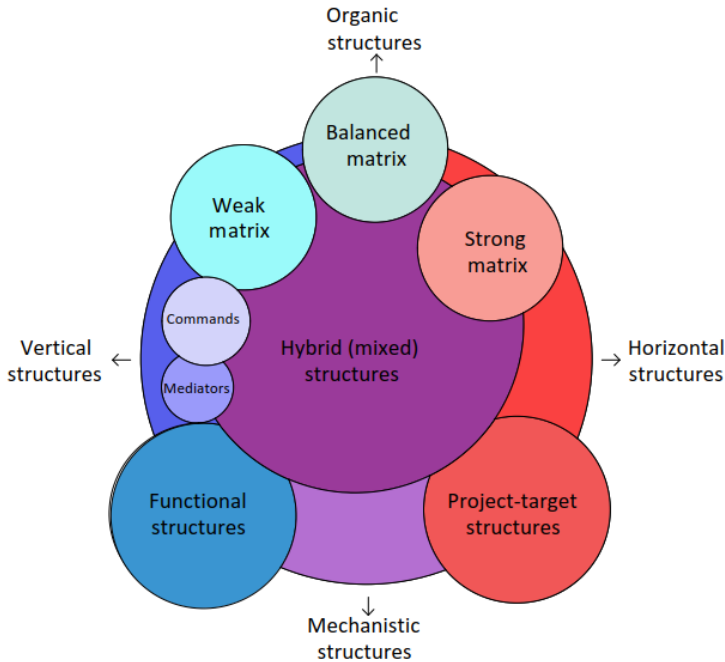 Organic
structures
Balanced
matrix
Weak
matrix
Strong
matrix
Commands
Vertical
structures
Hybrid (mixed)
structures
Horizontal
structures
Mediators
Functional
structures
Project-target
structures
Mechanistic
structures